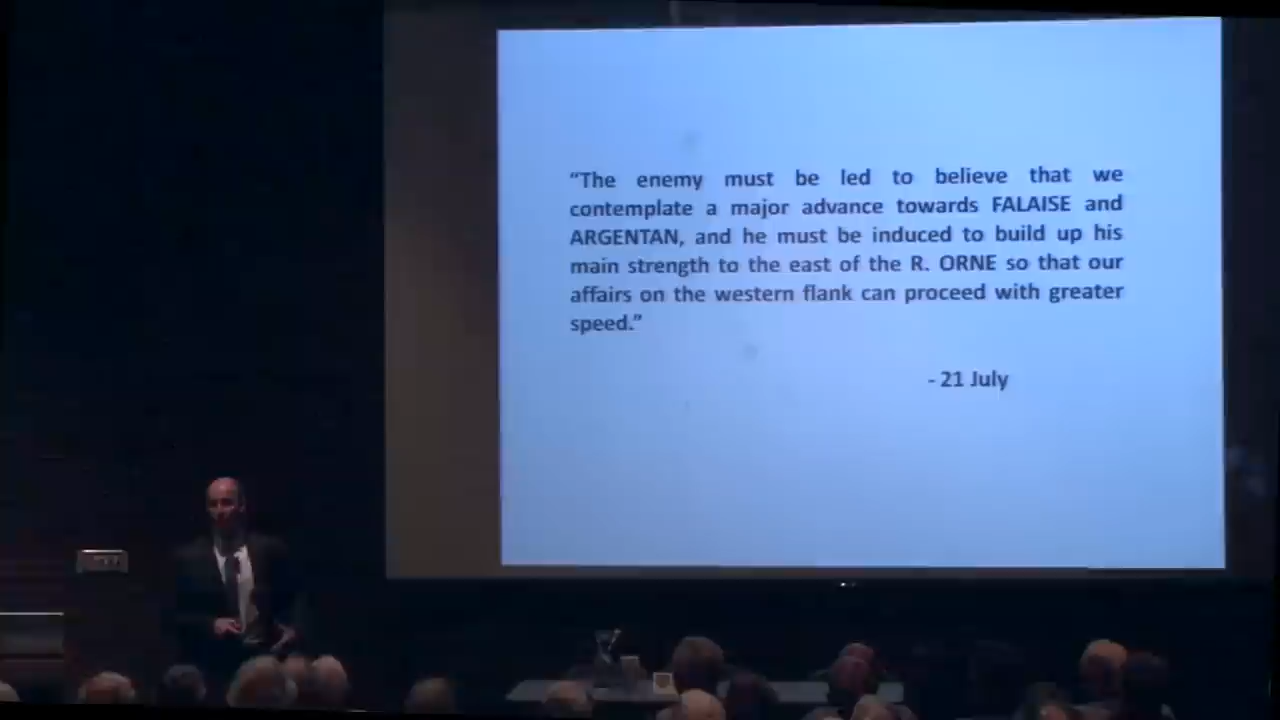 “The enemy must be led to believe that we
contemplate a major advance towards FALAISE and
ARGENTAN, and he must be induced to build up his
main strength to the east of the R. ORNE so that our
affairs on the western flank can proceed with greater
speed.”
- 21 July